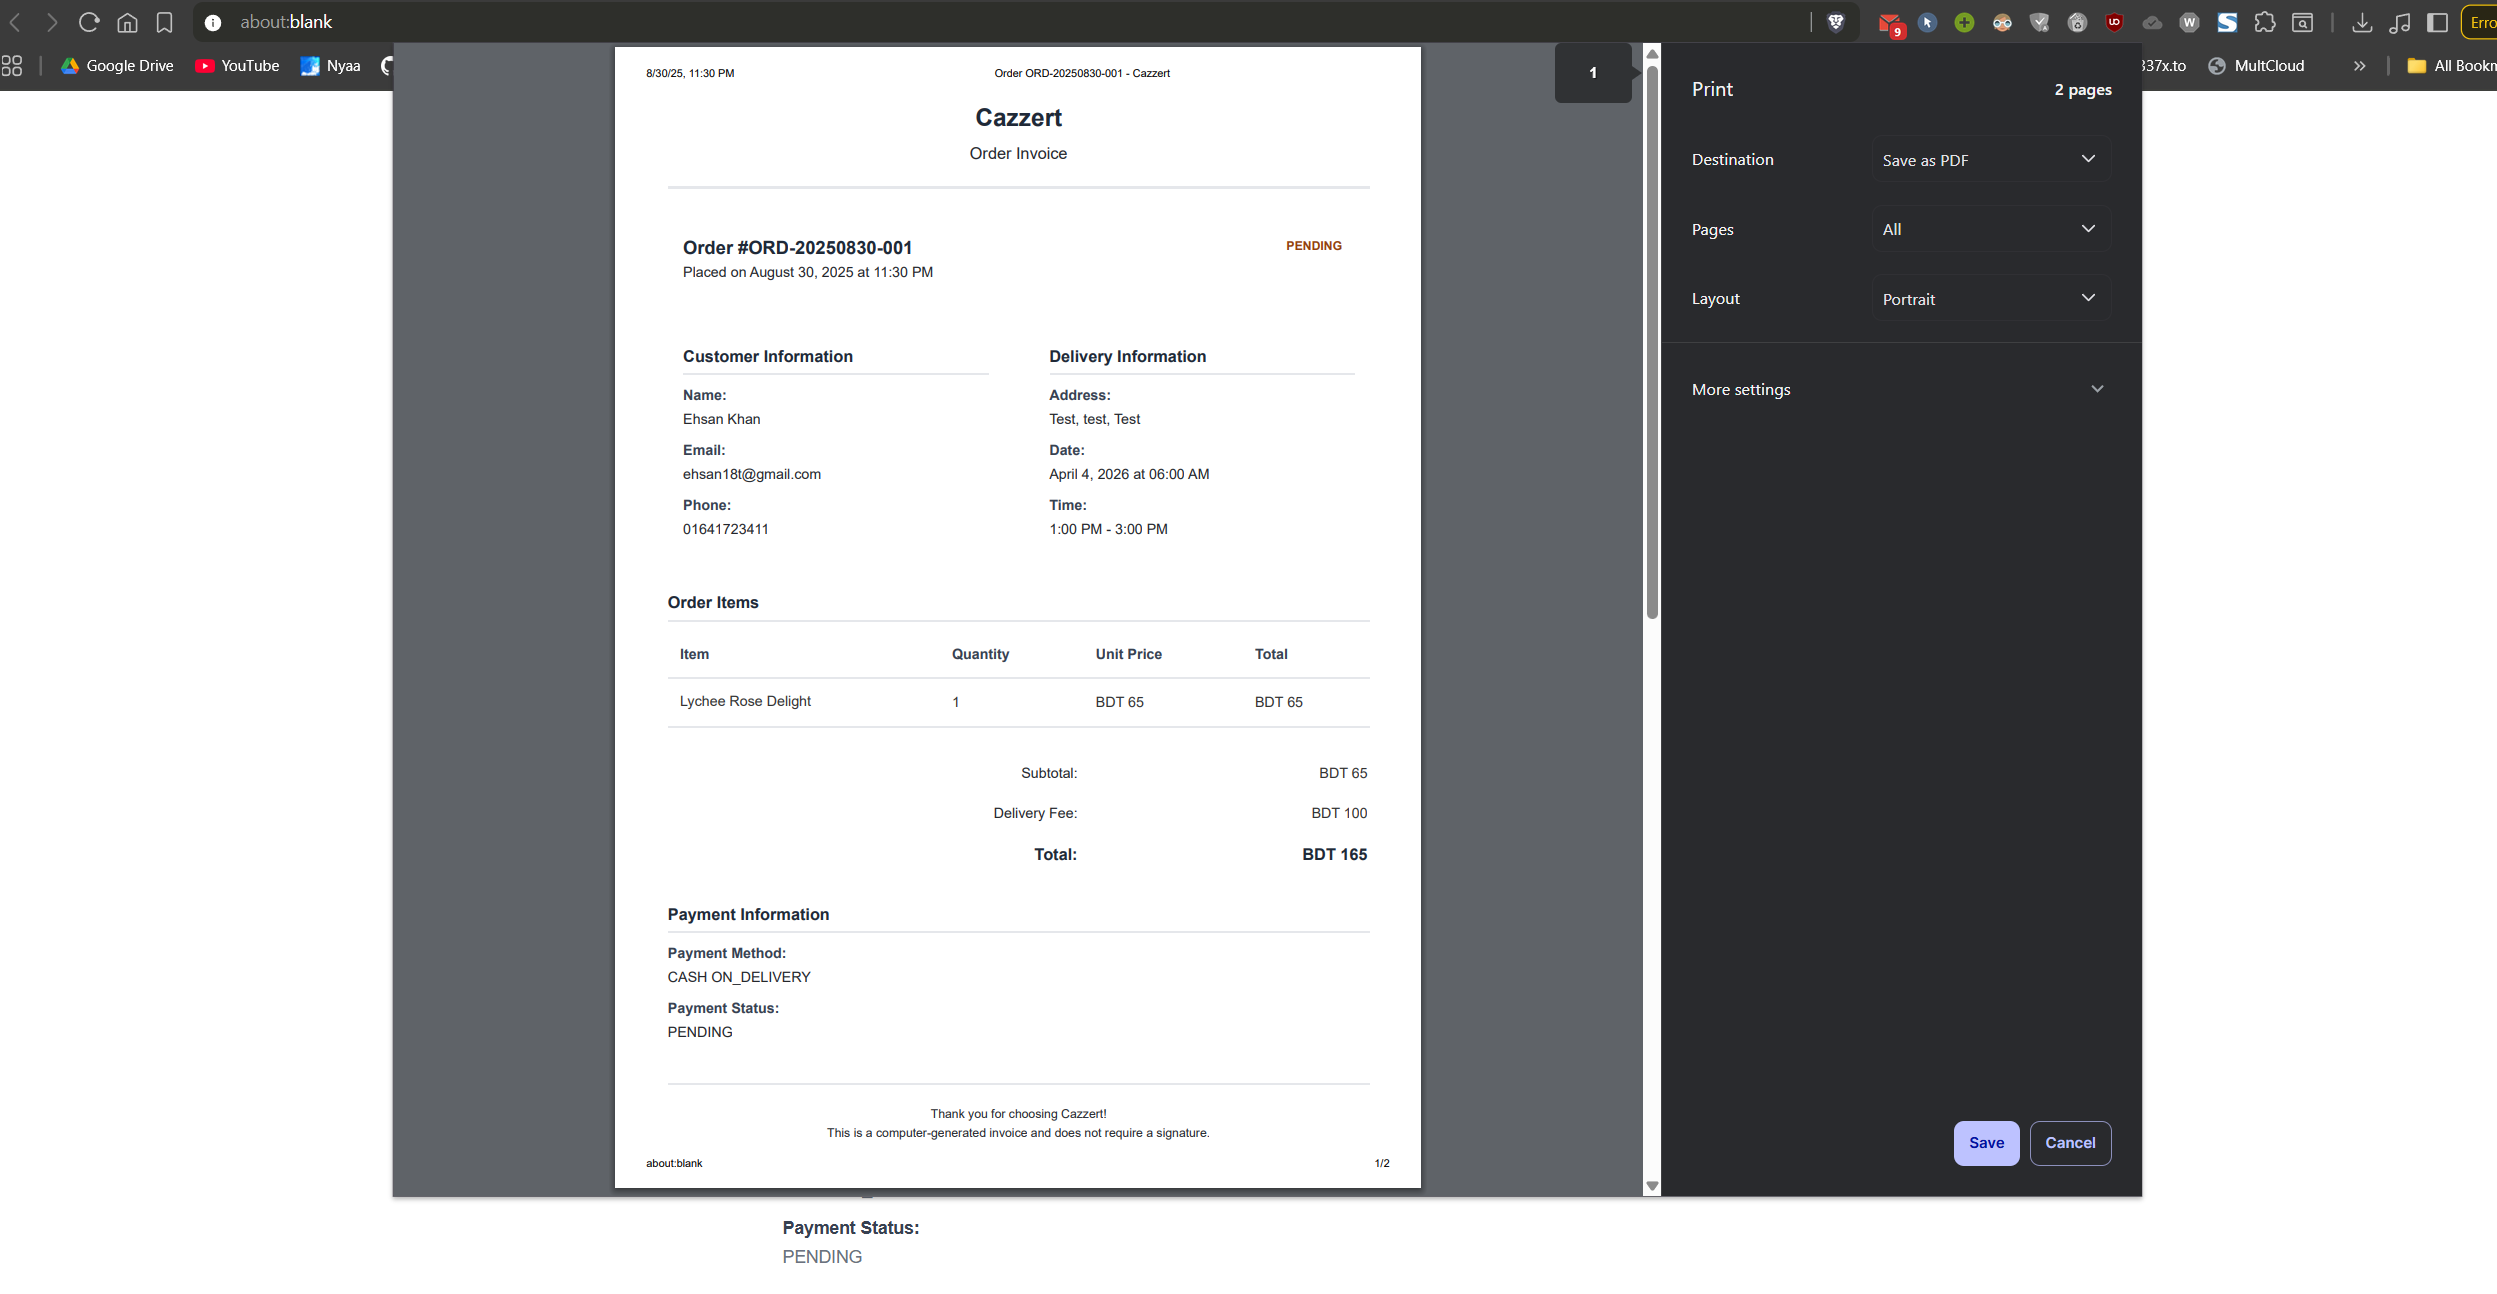 about:blank
9
Erro
Google Drive
YouTube
Nyaa
337x.to
MultCloud
»
All Bookm
8/30/25, 11:30 PM
Order ORD-20250830-001 - Cazzert
Cazzert
Order Invoice
Order #ORD-20250830-001
PENDING
Placed on August 30, 2025 at 11:30 PM
Customer Information
Name:
Ehsan Khan
Email:
ehsan18t@gmail.com
Phone:
01641723411
Delivery Information
Address:
Test, test, Test
Date:
April 4, 2026 at 06:00 AM
Time:
1:00 PM - 3:00 PM
Order Items
Item Quantity Unit Price Total
Lychee Rose Delight 1 BDT 65 BDT 65
Subtotal: BDT 65
Delivery Fee: BDT 100
Total: BDT 165
Payment Information
Payment Method:
CASH ON_DELIVERY
Payment Status:
PENDING
Thank you for choosing Cazzert!
This is a computer-generated invoice and does not require a signature.
about:blank
1/2
1
Print
2 pages
Destination Save as PDF
Pages All
Layout Portrait
More settings
Save Cancel
Payment Status:
PENDING